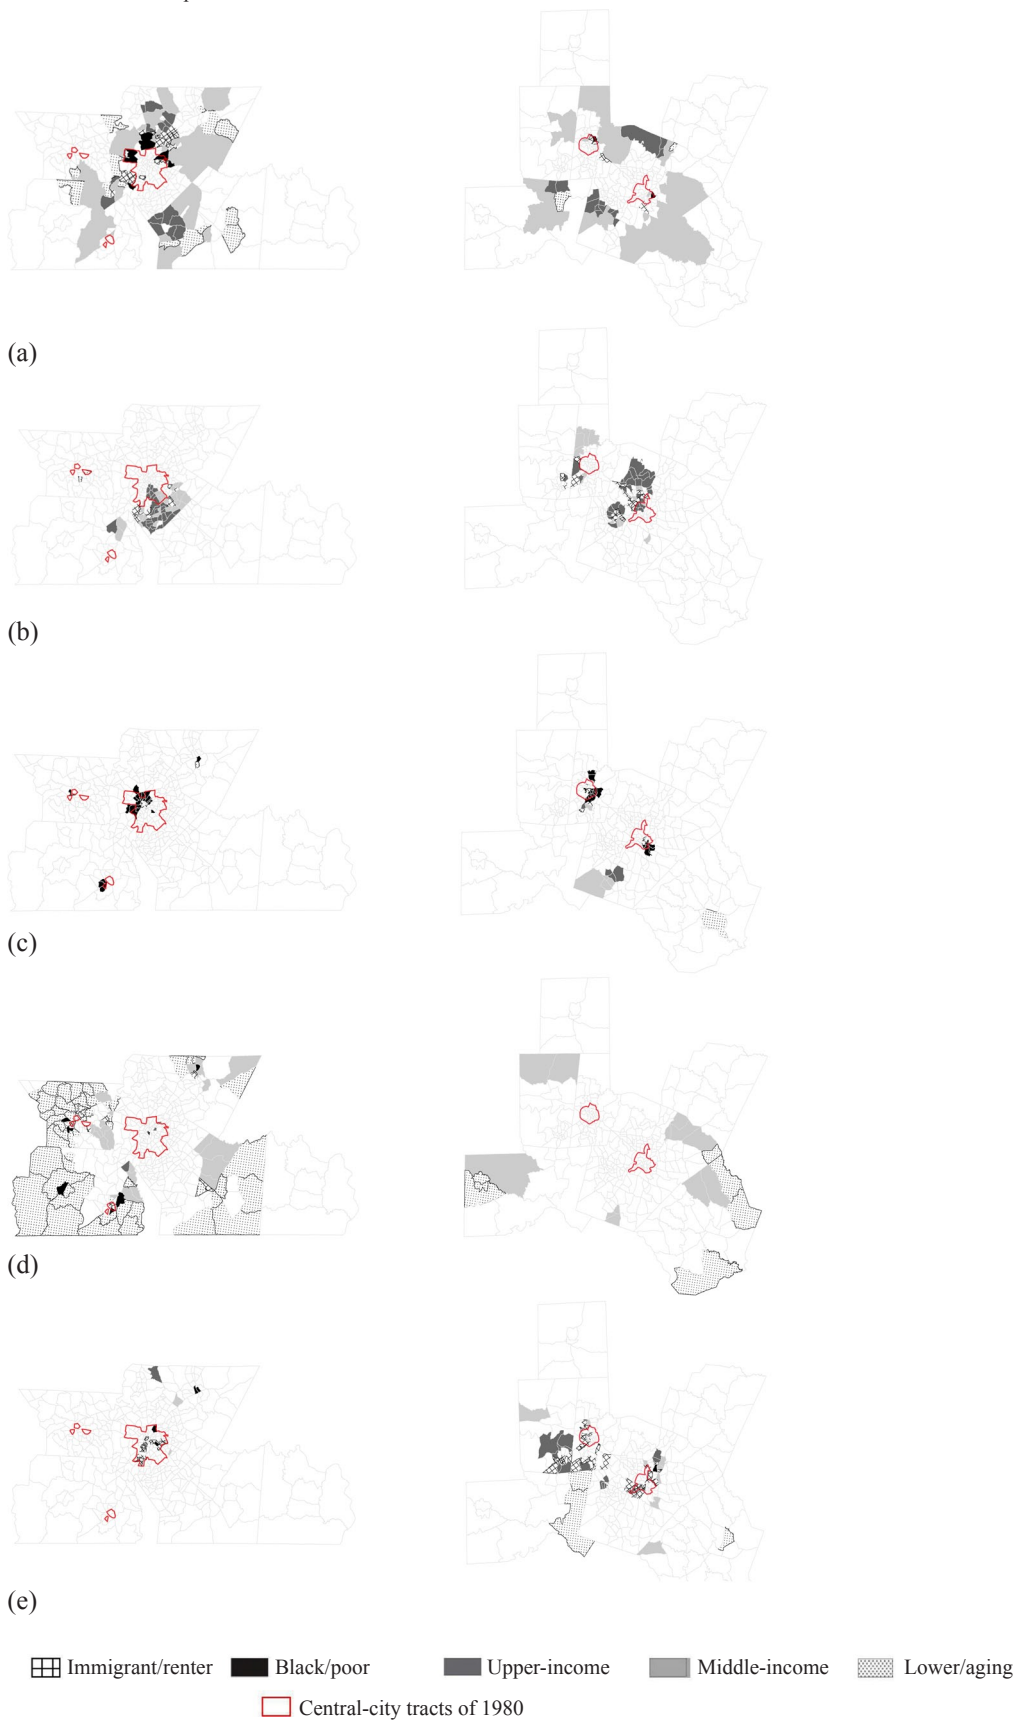 (a)
(b)
(c)
(d)
(e)
Immigrant/renter Black/poor Upper-income Middle-income Lower/aging
Central-city tracts of 1980